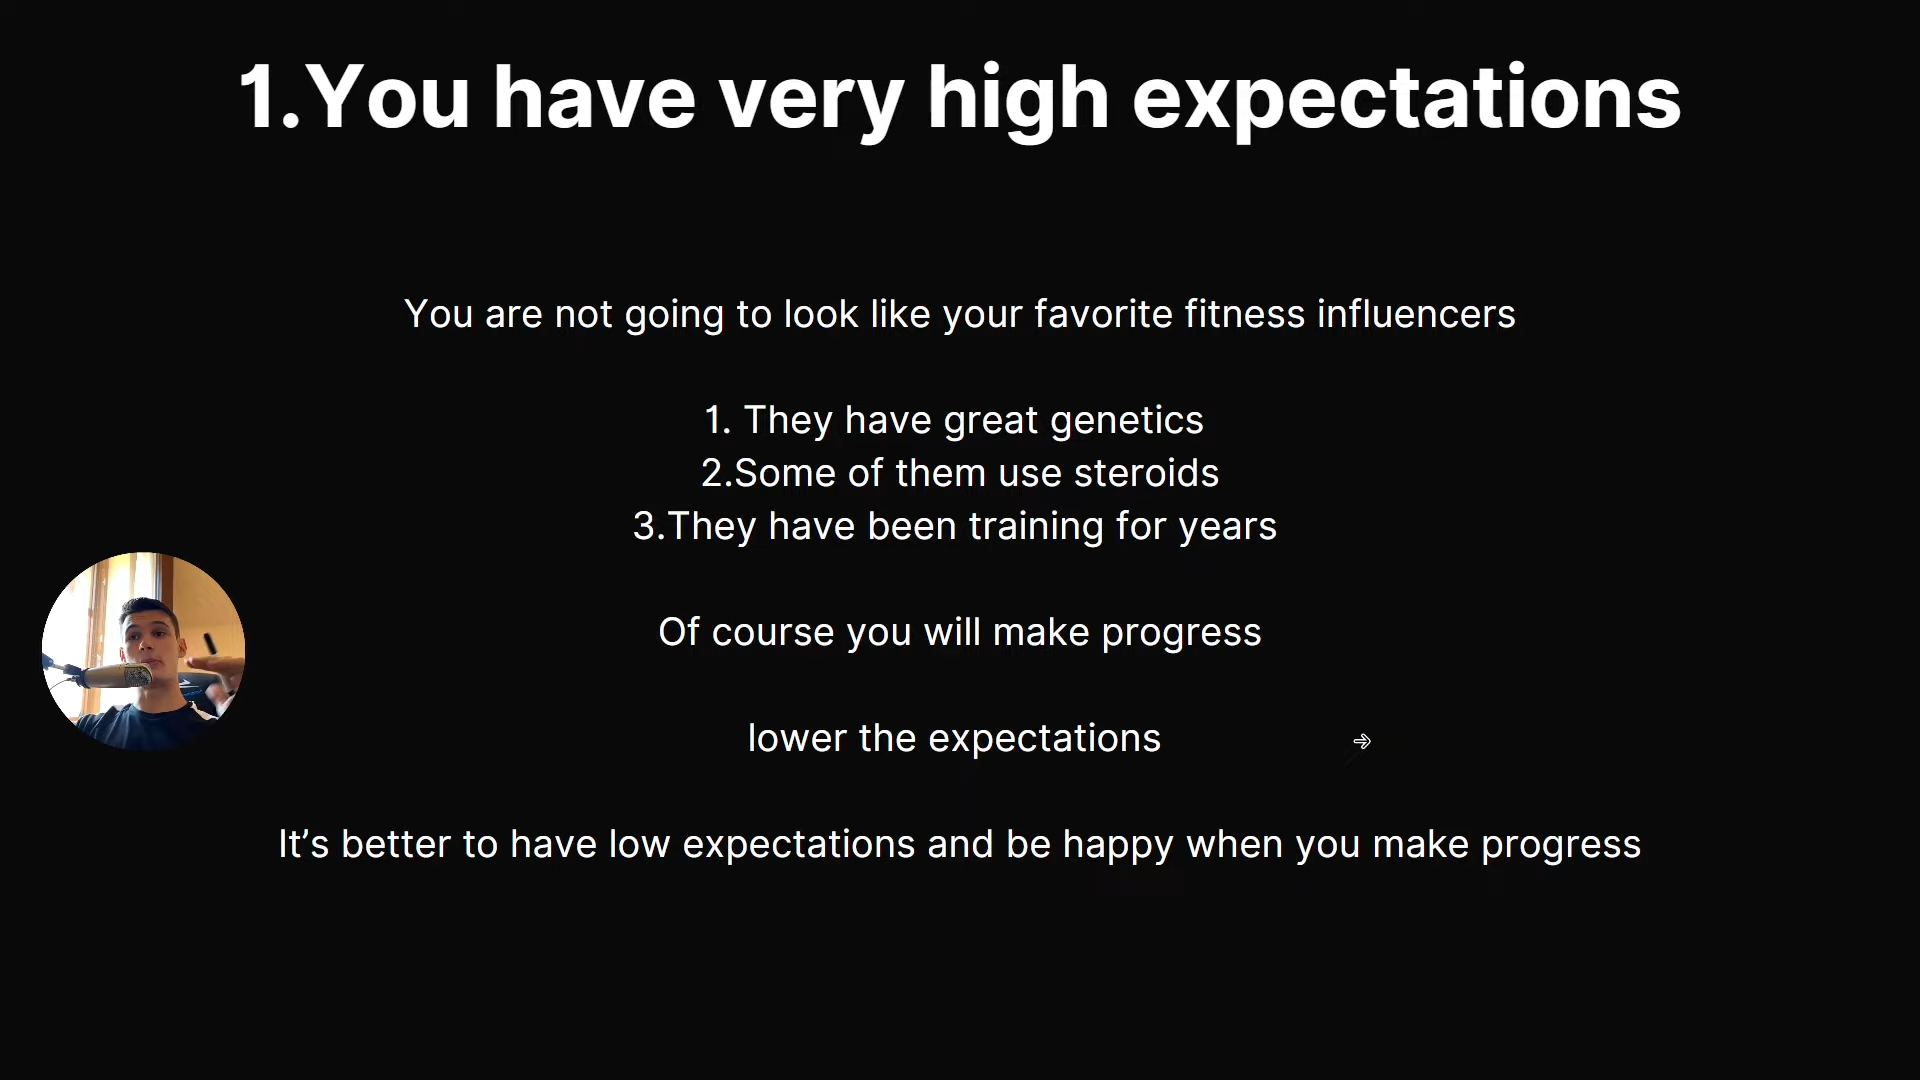 1.You have very high expectations
You are not going to look like your favorite fitness influencers
1. They have great genetics
2.Some of them use steroids
3.They have been training for years
Of course you will make progress
lower the expectations
It’s better to have low expectations and be happy when you make progress